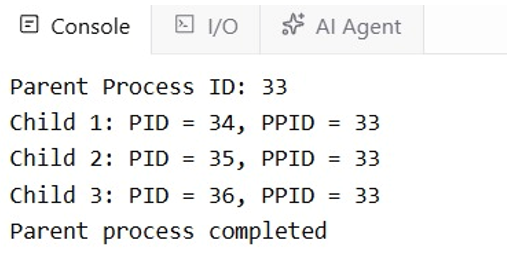 Console I/O AI Agent
Parent Process ID: 33
Child 1: PID = 34, PPID = 33
Child 2: PID = 35, PPID = 33
Child 3: PID = 36, PPID = 33
Parent process completed